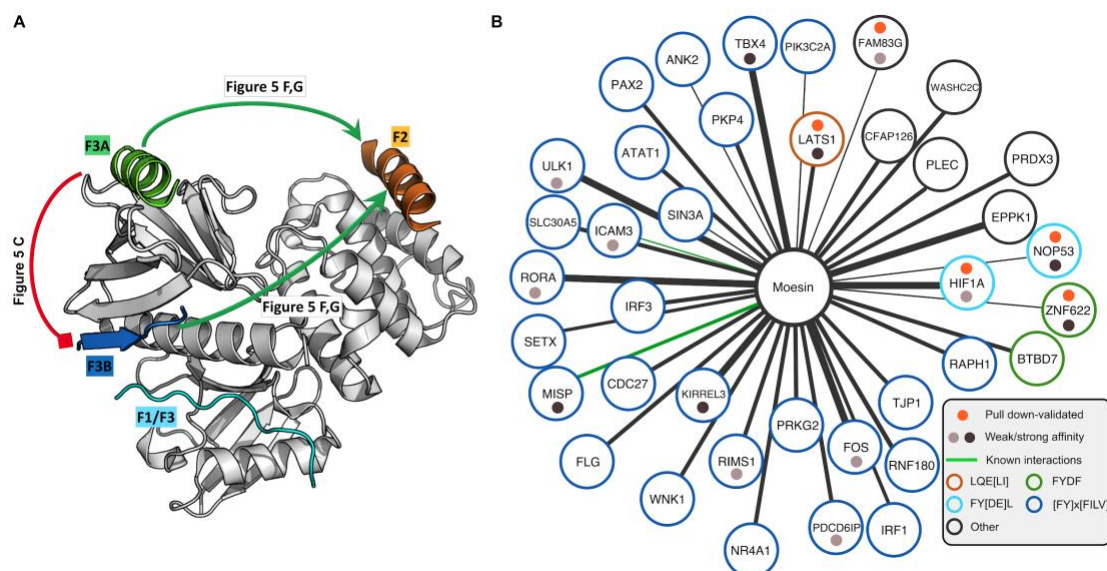 A
B
Figure 5 F,G
F3A
F2
Figure 5 C
Figure 5 F,G
F3B
F1/F3
TBX4
PIK3C2A
FAM83G
ANK2
WASHC2C
PAX2
PKP4
LATS1
CFAP126
ATAT1
PLEC
PRDX3
ULK1
SLC30A5
SIN3A
EPPK1
ICAM3
NOP53
Moesin
HIF1A
RORA
ZNF622
IRF3
SETX
BTBD7
RAPH1
MISP
CDC27
KIRREL3
TJP1
PRKG2
FLG
RIMS1
FOS
RNF180
WNK1
PDCD6IP
IRF1
NR4A1
Pull down-validated
Weak/strong affinity
Known interactions
LQE[LI] FYDF
FY[DE]L [FY]x[FILV]
Other